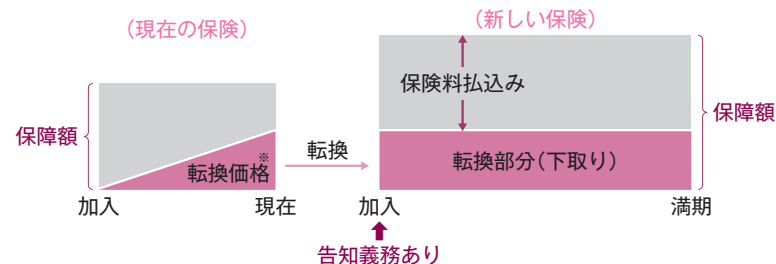 （現在の保険）
（新しい保険）
保険料払込み
保障額
保障額
※
転換価格
転換
転換部分（下取り）
加入
現在
加入
満期
告知義務あり